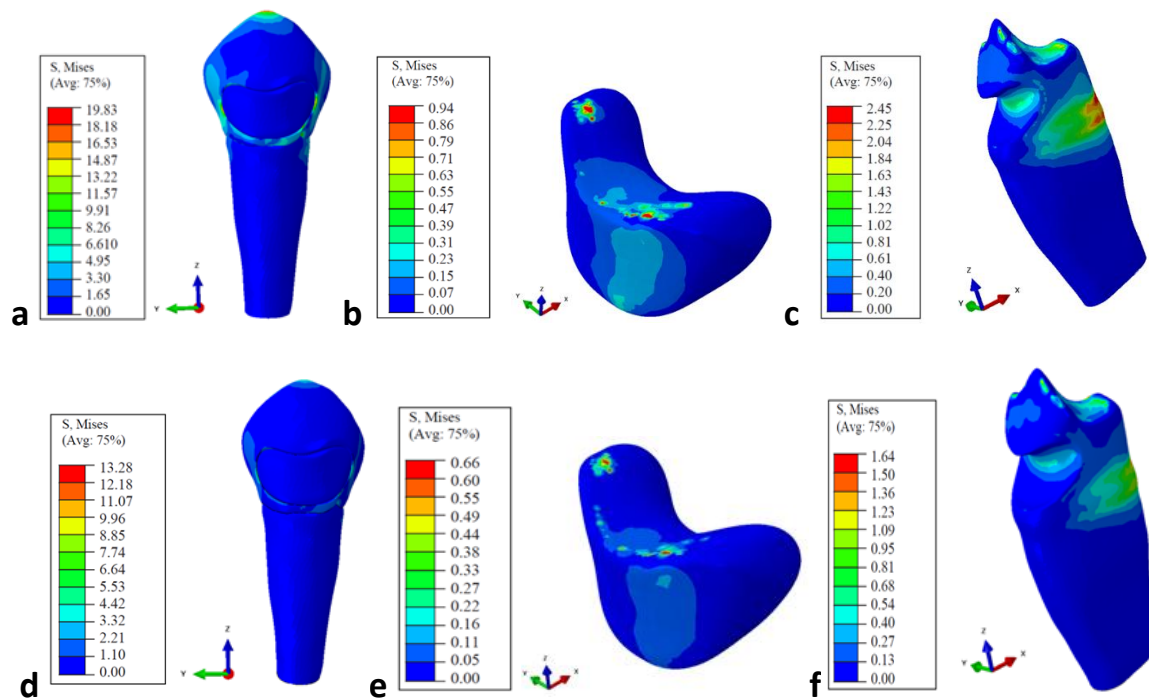 S, Mises
(Avg: 75%)
19.83
18.18
16.53
14.87
13.22
11.57
9.91
8.26
6.610
4.95
3.30
1.65
0.00
Z
Y
a
S, Mises
(Avg: 75%)
0.94
0.86
0.79
0.71
0.63
0.55
0.47
0.39
0.31
0.23
0.15
0.07
0.00
Y
Z
X
b
S, Mises
(Avg: 75%)
2.45
2.25
2.04
1.84
1.63
1.43
1.22
1.02
0.81
0.61
0.40
0.20
0.00
Z
Y
X
c
S, Mises
(Avg: 75%)
13.28
12.18
11.07
9.96
8.85
7.74
6.64
5.53
4.42
3.32
2.21
1.10
0.00
Z
Y
d
S, Mises
(Avg: 75%)
0.66
0.60
0.55
0.49
0.44
0.38
0.33
0.27
0.22
0.16
0.11
0.05
0.00
Z
Y
X
e
S, Mises
(Avg: 75%)
1.64
1.50
1.36
1.23
1.09
0.95
0.81
0.68
0.54
0.40
0.27
0.13
0.00
Z
Y
X
f